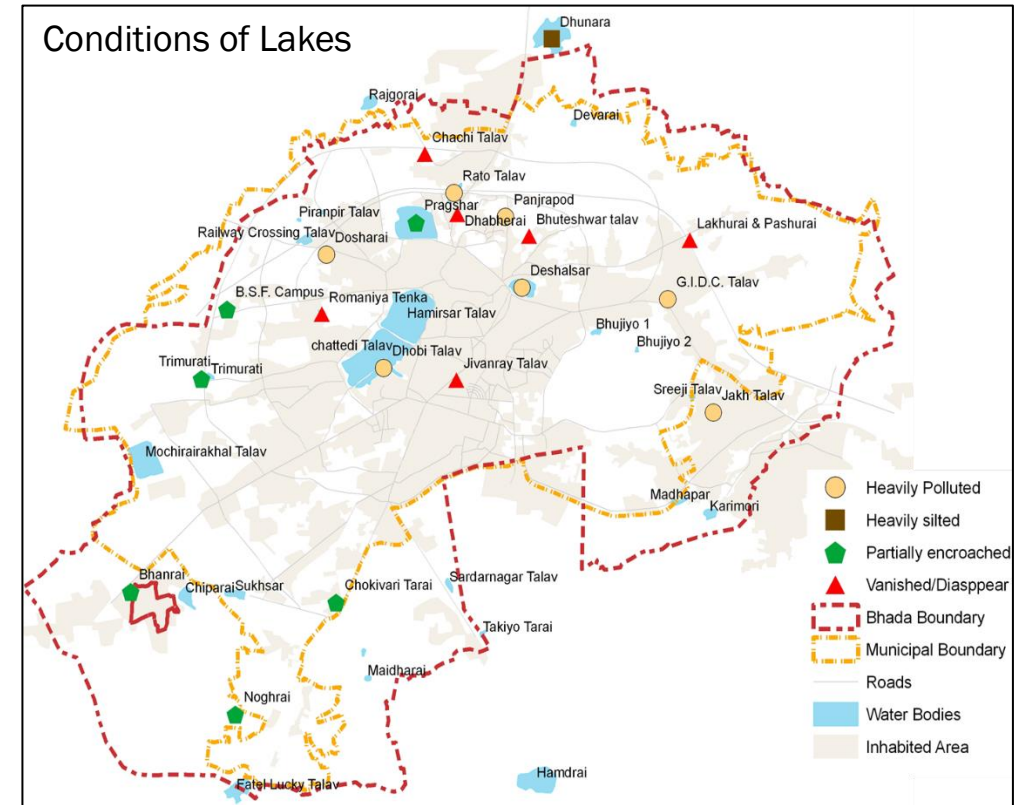 Conditions of Lakes
Dhunara
Rajgorai
Devarai
Chachi Talav
Rato Talav
Piranpir Talav
Pragshar
Panjrapod
Dhabherai
Bhuteshwar talav
Lakhurai & Pashurai
Railway Crossing Talav
Dosharai
Deshalsar
G.I.D.C. Talav
B.S.F. Campus
Romaniya Tenka
Hamirsar Talav
Bhujiyo 1
Bhujiyo 2
chattedi Talav
Dhobi Talav
Jivanray Talav
Trimurati
Trimurati
Sreeji Talav
Jakh Talav
Mochirairakhal Talav
Madhapar
Karimori
Bhanrai
Chiparai
Sukhsar
Chokivari Tarai
Sardarnagar Talav
Takiyo Tarai
Maidharai
Noghrai
Fatel Lucky Talav
Hamdrai
Heavily Polluted
Heavily silted
Partially encroached
Vanished/Diasppear
Bhada Boundary
Municipal Boundary
Roads
Water Bodies
Inhabited Area